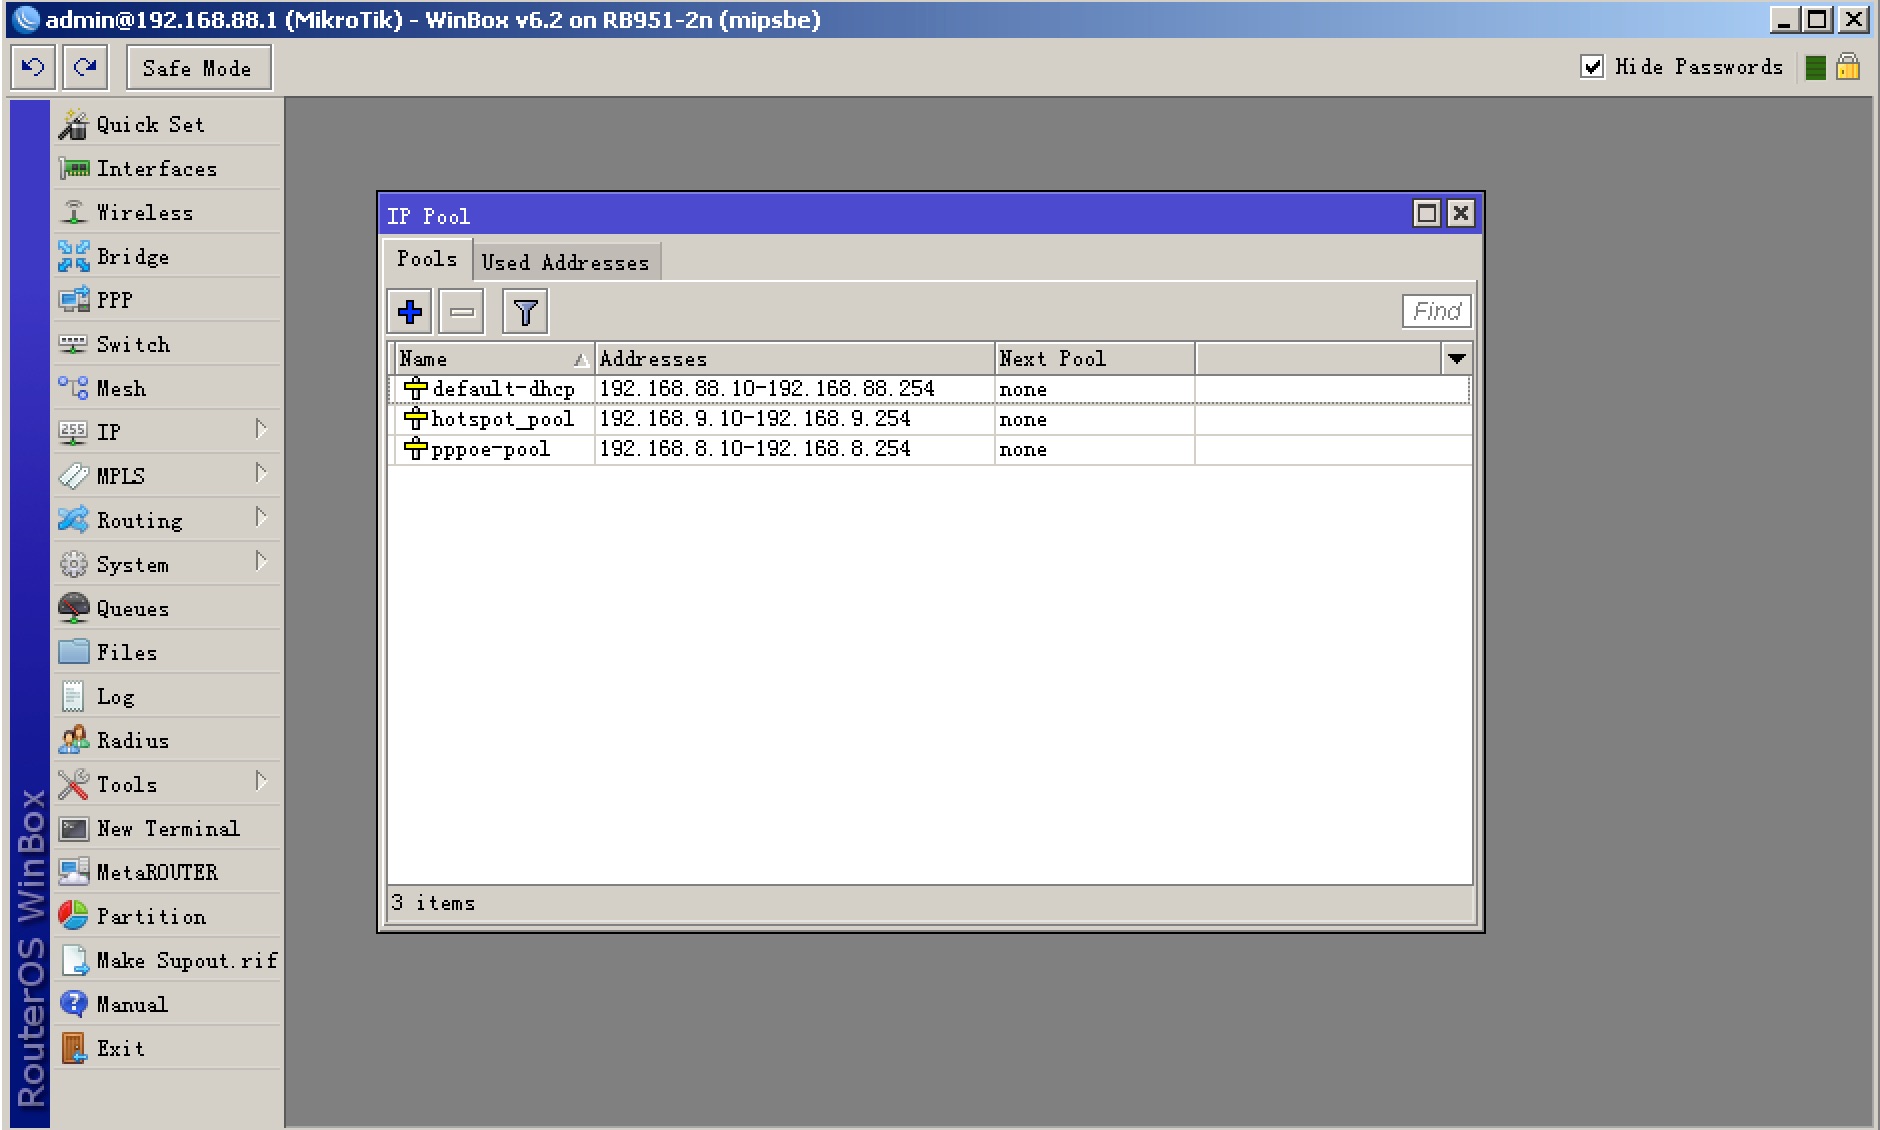 admin@192.168.88.1 (MikroTik) - WinBox v6.2 on RB951-2n (mipsbe)
Safe Mode
Hide Passwords
Quick Set
Interfaces
Wireless
Bridge
PPP
Switch
Mesh
255 IP
MPLS
Routing
System
Queues
Files
Log
Radius
Tools
New Terminal
MetaROUTER
Partition
Make Supout.rif
Manual
Exit
RouterOS WinBox
IP Pool
Pools Used Addresses
Find
Name Addresses Next Pool
default-dhcp 192.168.88.10-192.168.88.254 none
hotspot_pool 192.168.9.10-192.168.9.254 none
pppoe-pool 192.168.8.10-192.168.8.254 none
3 items